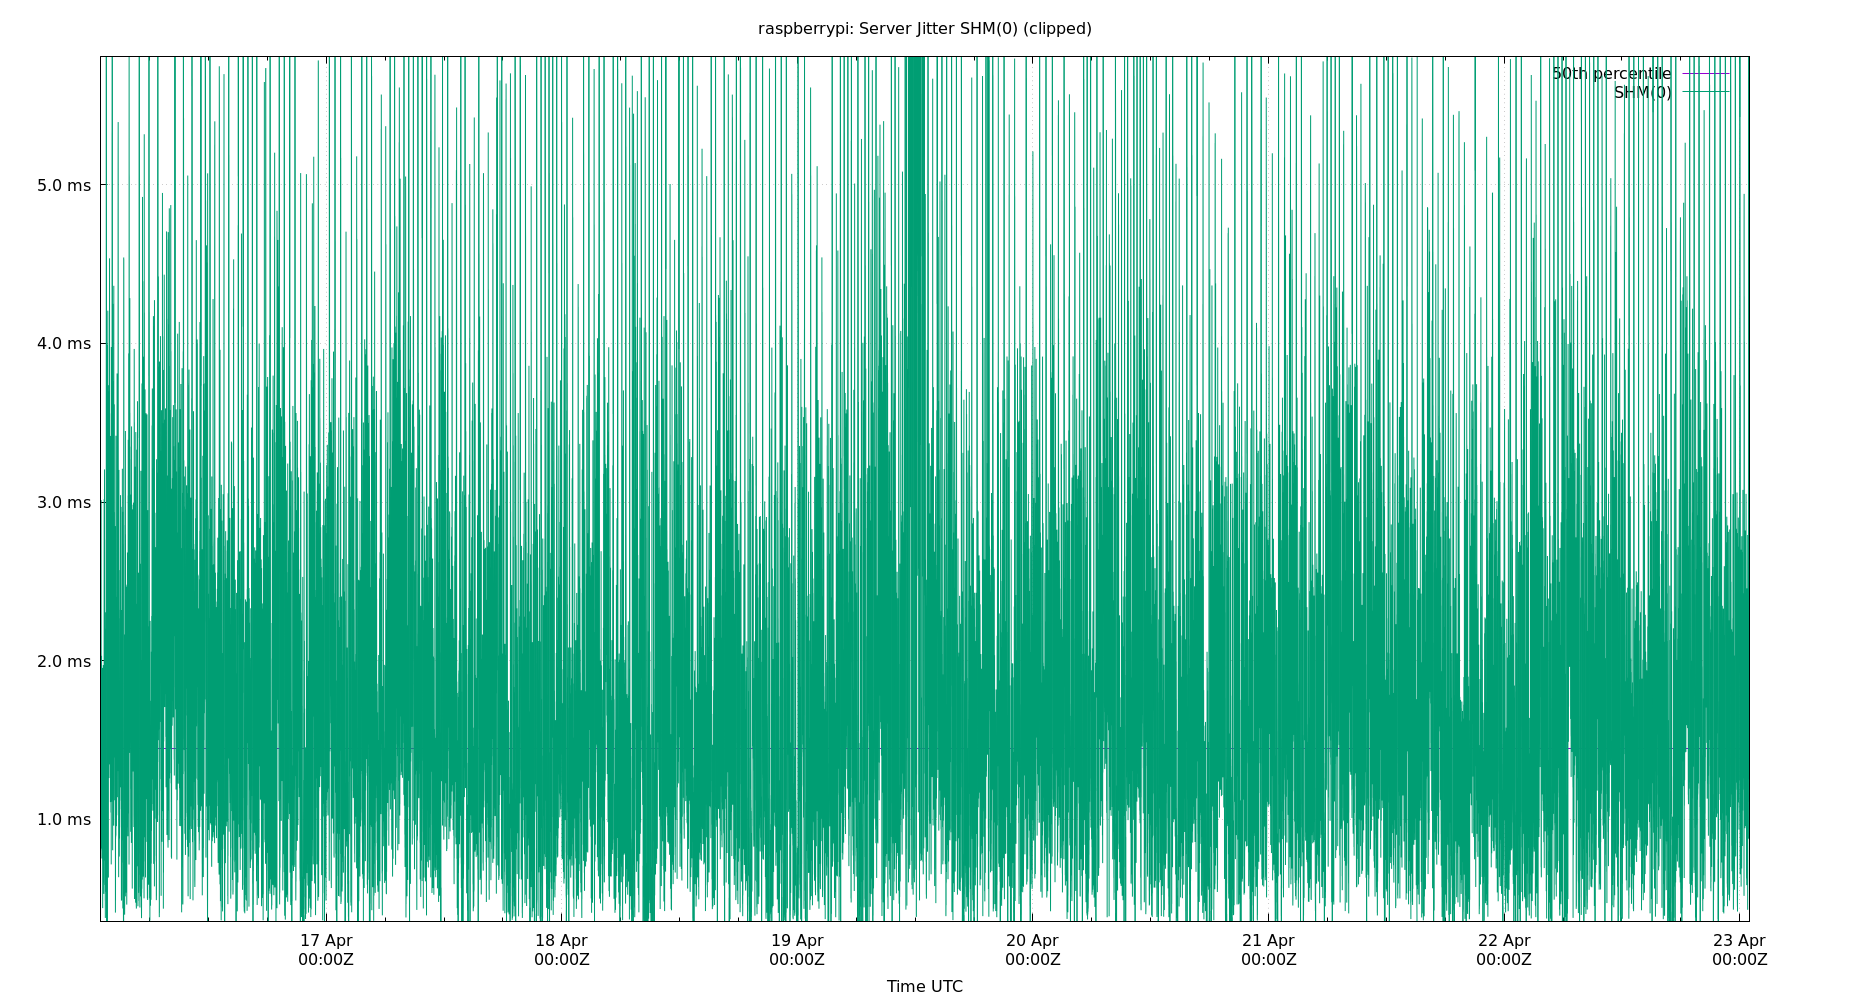 raspberrypi: Server Jitter SHM(0) (clipped)
50th percentile
SHM(0)
5.0 ms
4.0 ms
3.0 ms
2.0 ms
1.0 ms
17 Apr 18 Apr 19 Apr 20 Apr 21 Apr 22 Apr 23 Apr
00:00Z 00:00Z 00:00Z 00:00Z 00:00Z 00:00Z 00:00Z
Time UTC